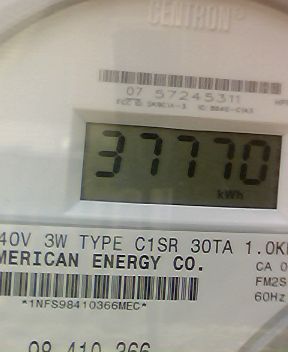 CENTRON®
07 57245311
37770
kWh
40V 3W TYPE C1SR 30TA 1.0K
MERICAN ENERGY CO.
CA 0
FM2S
60Hz
*1NFS98410366MEC*
98 410 366